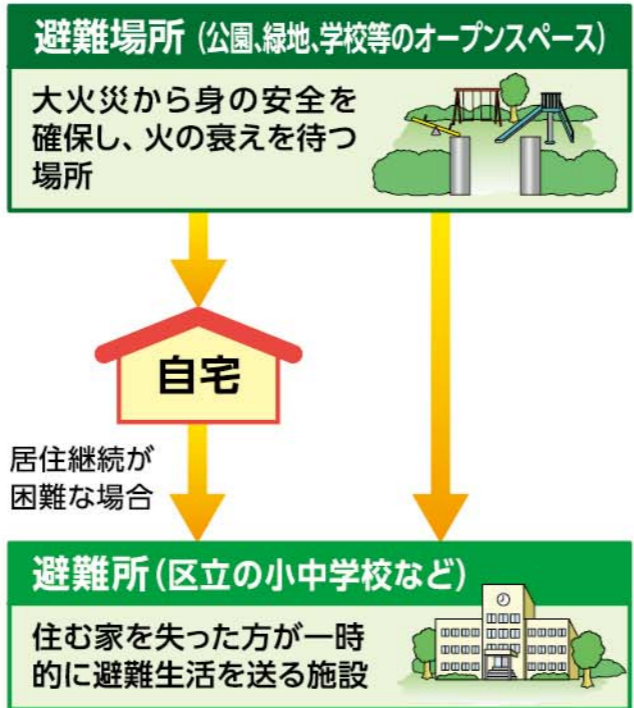 避難場所（公園、緑地、学校等のオープンスペース）
大火災から身の安全を
確保し、火の衰えを待つ
場所
自宅
居住継続が
困難な場合
避難所（区立の小中学校など）
住む家を失った方が一時
的に避難生活を送る施設